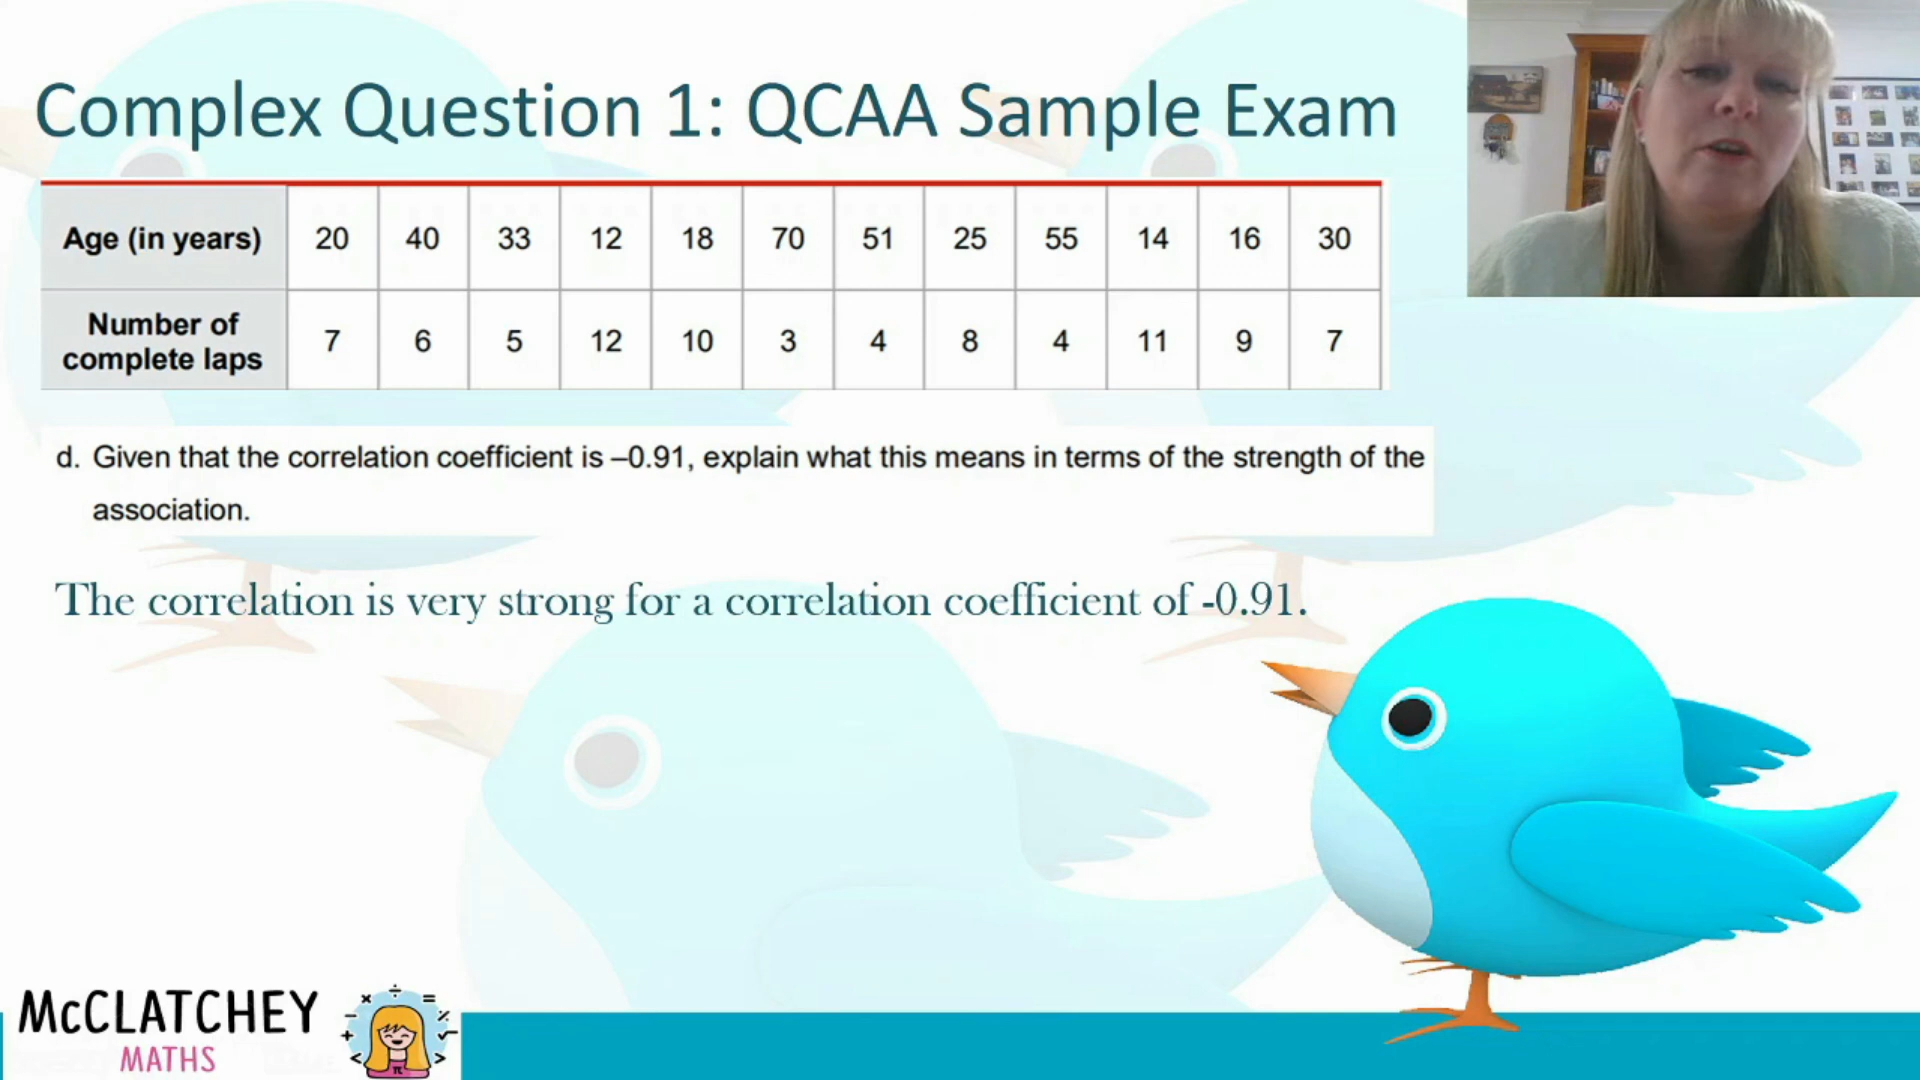 Complex Question 1: QCAA Sample Exam
Age (in years) 20 40 33 12 18 70 51 25 55 14 16 30
Number of
complete laps 7 6 5 12 10 3 4 8 4 11 9 7
d. Given that the correlation coefficient is –0.91, explain what this means in terms of the strength of the
association.
The correlation is very strong for a correlation coefficient of -0.91.
McCLATCHEY
MATHS